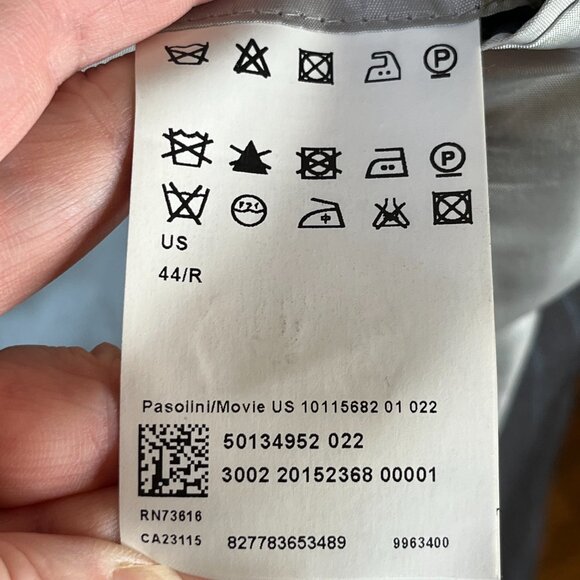 P
P
US
44/R
Pasolini/Movie US 10115682 01 022
50134952 022
3002 20152368 00001
RN73616
CA23115 827783653489 9963400